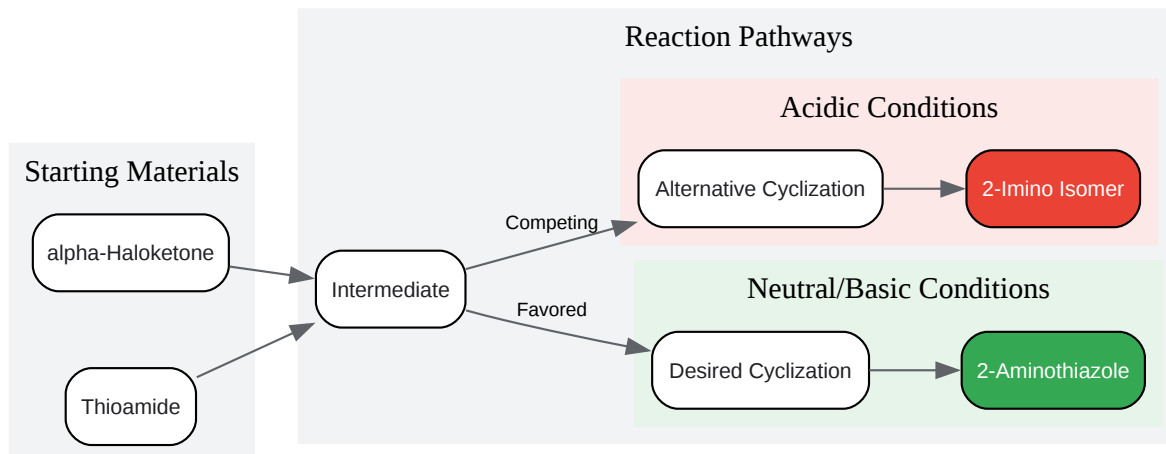 Reaction Pathways
Acidic Conditions
Starting Materials
Alternative Cyclization
2-Imino Isomer
Competing
alpha-Haloketone
Intermediate
Neutral/Basic Conditions
Favored
Desired Cyclization
2-Aminothiazole
Thioamide